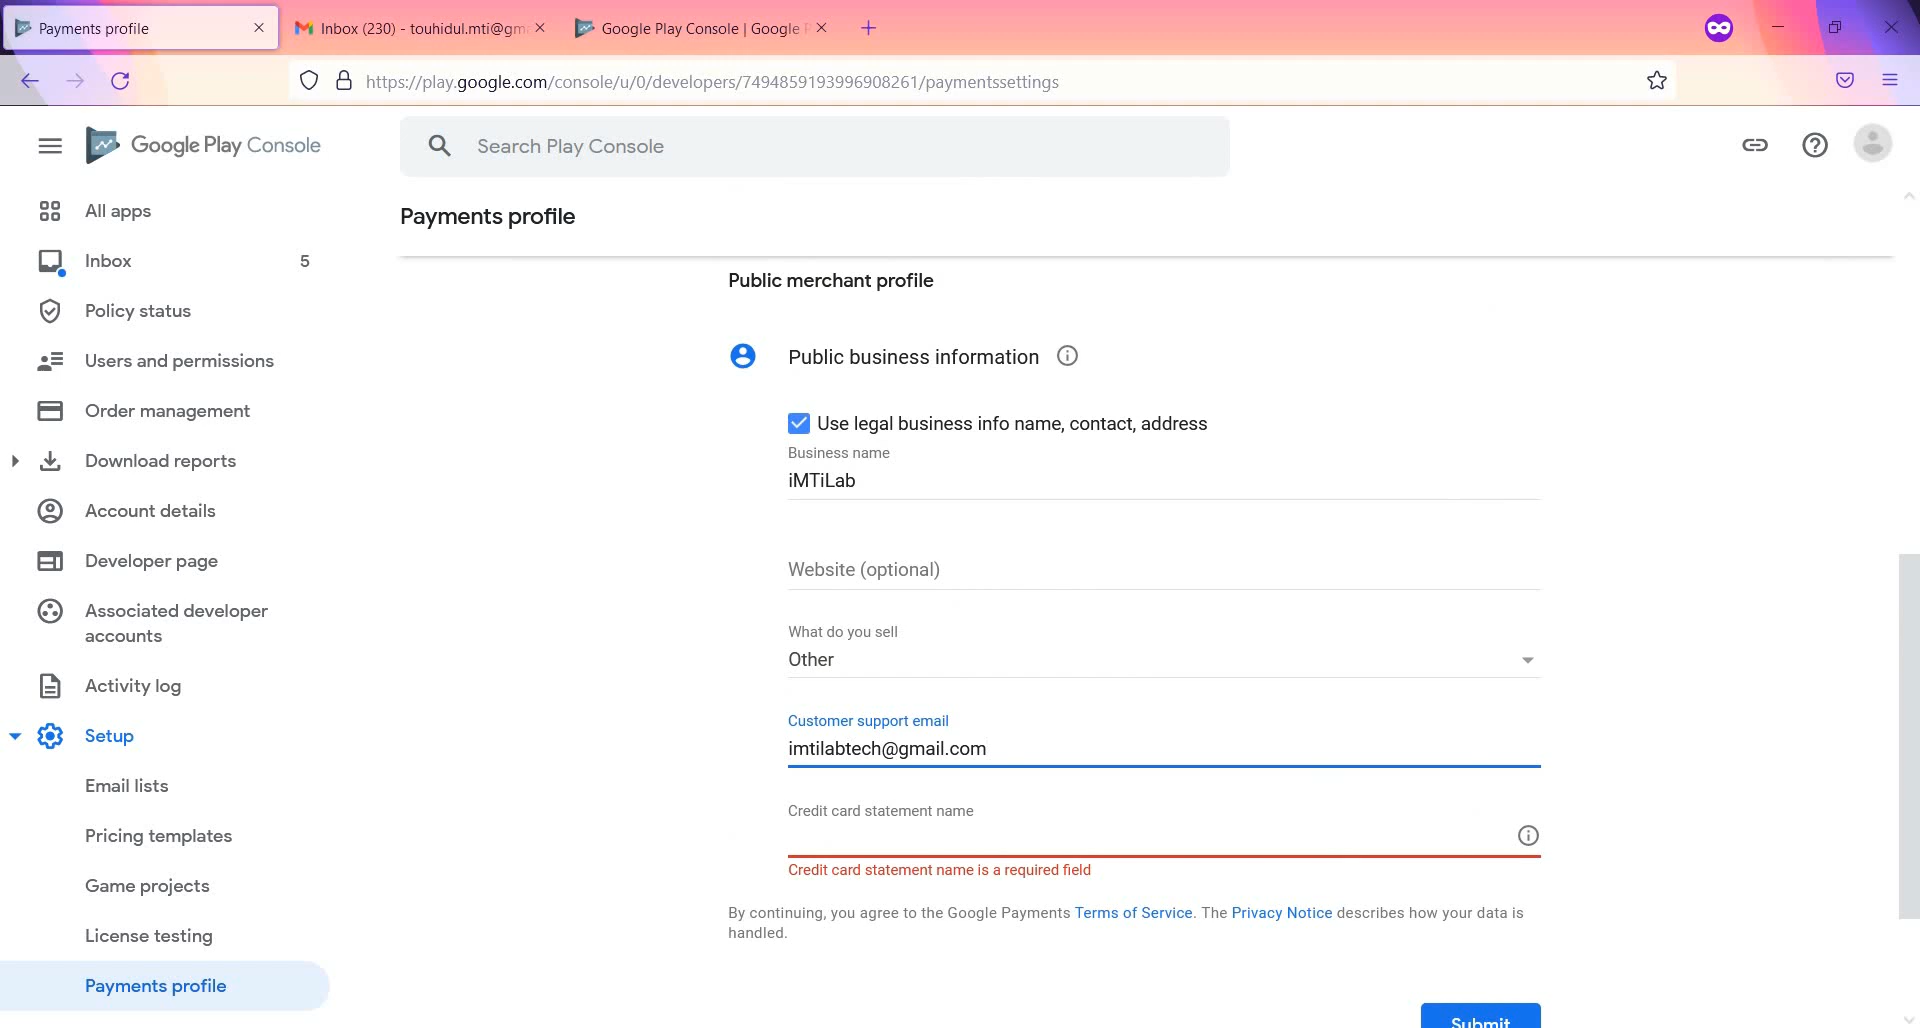 Payments profile
Inbox (230) - touhidul.mti@gm
Google Play Console | Google P
https://play.google.com/console/u/0/developers/7494859193996908261/paymentssettings
Google Play Console
Search Play Console
All apps
Inbox 5
Policy status
Users and permissions
Order management
Download reports
Account details
Developer page
Associated developer
accounts
Activity log
Setup
Email lists
Pricing templates
Game projects
License testing
Payments profile
Payments profile
Public merchant profile
Public business information
Use legal business info name, contact, address
Business name
iMTiLab
Website (optional)
What do you sell
Other
Customer support email
imtilabtech@gmail.com
Credit card statement name
Credit card statement name is a required field
By continuing, you agree to the Google Payments Terms of Service. The Privacy Notice describes how your data is
handled.
Submit